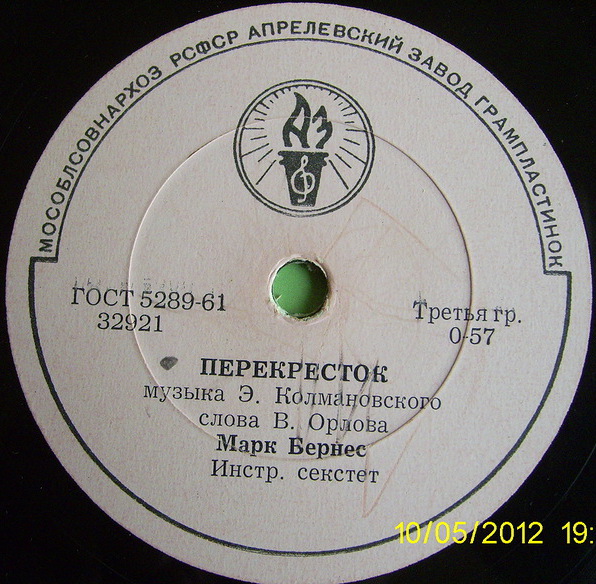 МОСОБЛСОВНАРХОЗ РСФСР АПРЕЛЕВСКИЙ ЗАВОД ГРАМПЛАСТИНОК
АЗ
ГОСТ 5289-61
32921
Третья гр.
0-57
ПЕРЕКРЕСТОК
музыка Э. Колмановского
слова В. Орлова
Марк Бернес
Инстр. секстет
10/05/2012 19: